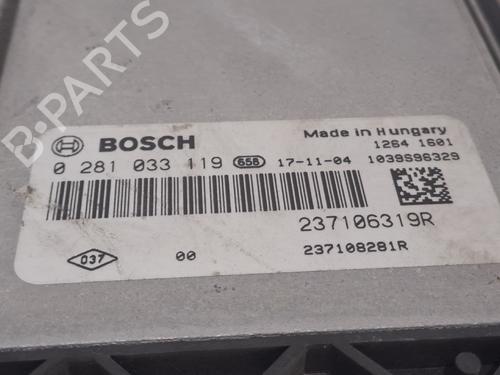 B-PARTS
BOSCH
Made in Hungary
1264 1601
0 281 033 119 658 17-11-04 1039S96329
237106319R
037 00 237108281R